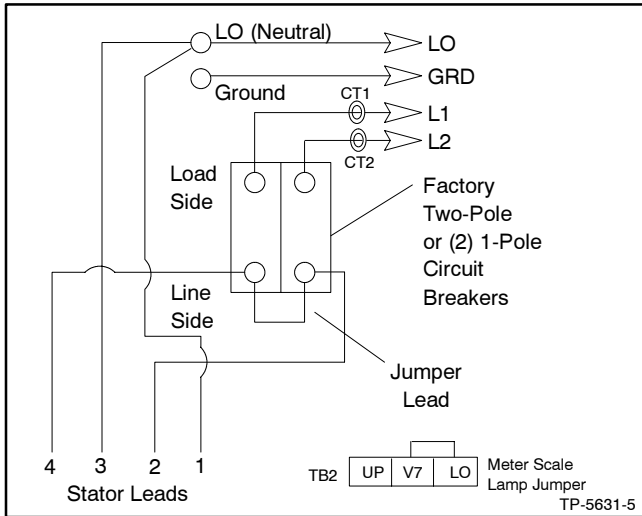 LO (Neutral)
LO
GRD
Ground
CT1
L1
L2
CT2
Load
Side
Factory
Two-Pole
or (2) 1-Pole
Circuit
Breakers
Line
Side
Jumper
Lead
4 3 2 1
Stator Leads
TB2 UP V7 LO
Meter Scale
Lamp Jumper
TP-5631-5